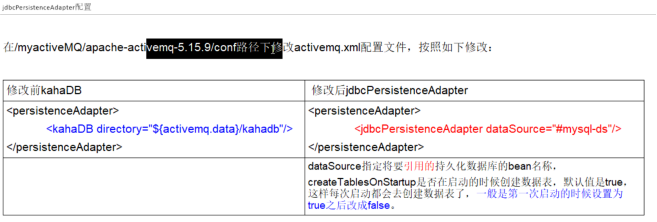 jdbcPersistenceAdapter配置
在/myactiveMQ/apache-activemq-5.15.9/conf路径下修改activemq.xml配置文件，按照如下修改：
修改前kahaDB
修改后jdbcPersistenceAdapter
<persistenceAdapter>
<kahaDB directory="${activemq.data}/kahadb"/>
</persistenceAdapter>
<persistenceAdapter>
<jdbcPersistenceAdapter dataSource="#mysql-ds"/>
</persistenceAdapter>
dataSource指定将要引用的持久化数据库的bean名称，
createTablesOnStartup是否在启动的时候创建数据表，默认值是true，
这样每次启动都会去创建数据表了，一般是第一次启动的时候设置为
true之后改成false。